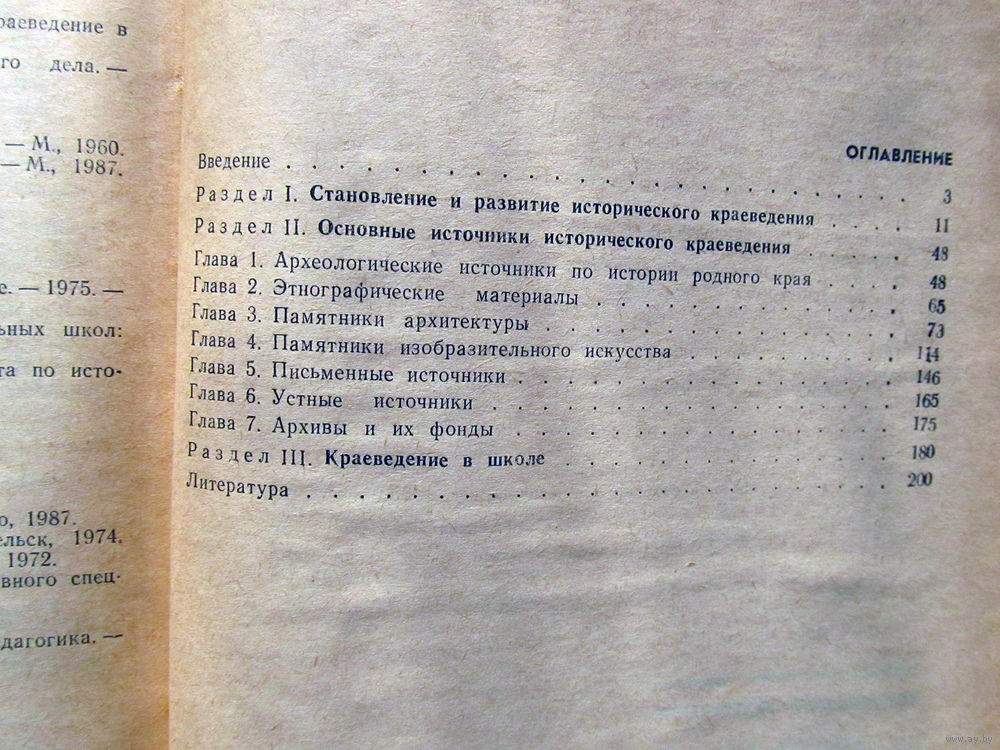 раеведение в
го дела. —
— М., 1960.
— М., 1987.
е. — 1975. —
ьных школ:
та по исто-
о, 1987.
ельск, 1974.
1972.
вного спец-
дагогика. —
ОГЛАВЛЕНИЕ
Введение . . . . . . . . . . . . . . . . . . . . . . . 3
Раздел I. Становление и развитие исторического краеведения . . . . 11
Раздел II. Основные источники исторического краеведения . . . . . 48
Глава 1. Археологические источники по истории родного края . . . . 48
Глава 2. Этнографические материалы . . . . . . . . . . . . 65
Глава 3. Памятники архитектуры . . . . . . . . . . . . . . 73
Глава 4. Памятники изобразительного искусства . . . . . . . . . 114
Глава 5. Письменные источники . . . . . . . . . . . . . . . 146
Глава 6. Устные источники . . . . . . . . . . . . . . . . 165
Глава 7. Архивы и их фонды . . . . . . . . . . . . . . . 175
Раздел III. Краеведение в школе . . . . . . . . . . . . . 180
Литература . . . . . . . . . . . . . . . . . . . . . . 200
www.ay.by